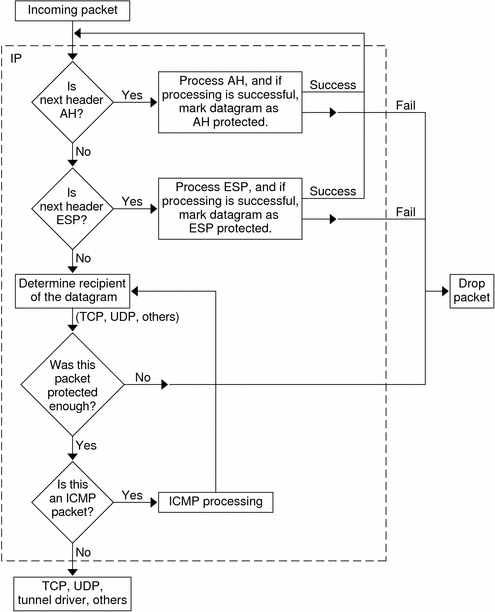 Incoming packet
IP
Is
next header
AH?
Yes
Process AH, and if
processing is successful,
mark datagram as
AH protected.
Success
Fail
No
Is
next header
ESP?
Yes
Process ESP, and if
processing is successful,
mark datagram as
ESP protected.
Success
Fail
No
Determine recipient
of the datagram
Drop
packet
(TCP, UDP, others)
Was this
packet
protected
enough?
No
Yes
Is this
an ICMP
packet?
Yes
ICMP processing
No
TCP, UDP,
tunnel driver, others